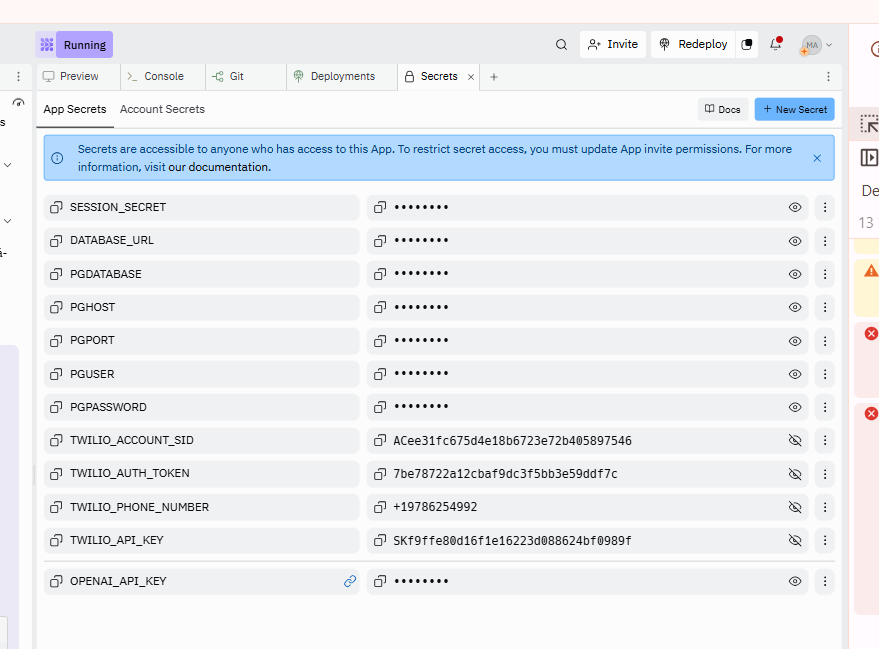 Running
Invite
Redeploy
MA
Preview
Console
Git
Deployments
Secrets
App Secrets
Account Secrets
Docs
New Secret
Secrets are accessible to anyone who has access to this App. To restrict secret access, you must update App invite permissions. For more
information, visit our documentation.
SESSION_SECRET ••••••••
DATABASE_URL ••••••••
PGDATABASE ••••••••
PGHOST ••••••••
PGPORT ••••••••
PGUSER ••••••••
PGPASSWORD ••••••••
TWILIO_ACCOUNT_SID ACee31fc675d4e18b6723e72b405897546
TWILIO_AUTH_TOKEN 7be78722a12cbaf9dc3f5bb3e59ddf7c
TWILIO_PHONE_NUMBER +19786254992
TWILIO_API_KEY SKf9ffe80d16f1e16223d088624bf0989f
OPENAI_API_KEY ••••••••
De
13